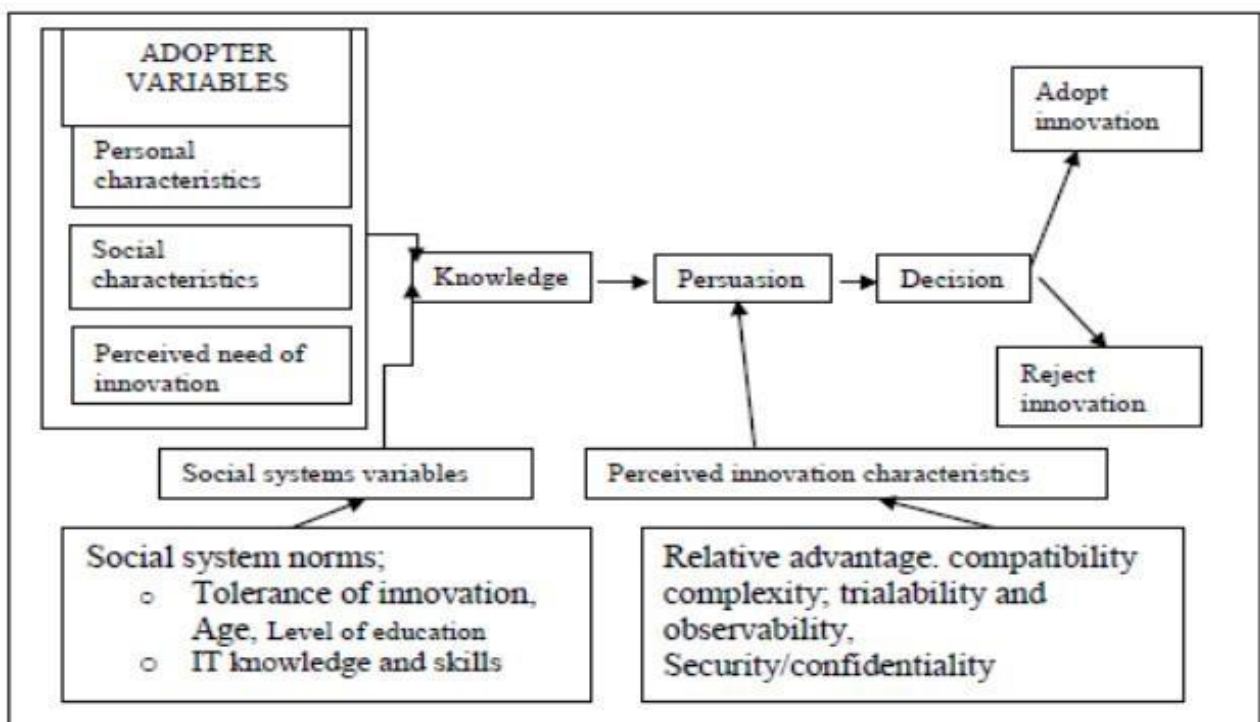 ADOPTER
VARIABLES
Personal
characteristics
Social
characteristics
Perceived need of
innovation
Knowledge
Persuasion
Decision
Adopt
innovation
Reject
innovation
Social systems variables
Perceived innovation characteristics
Social system norms;
o Tolerance of innovation,
Age, Level of education
o IT knowledge and skills
Relative advantage. compatibility
complexity; trialability and
observability,
Security/confidentiality